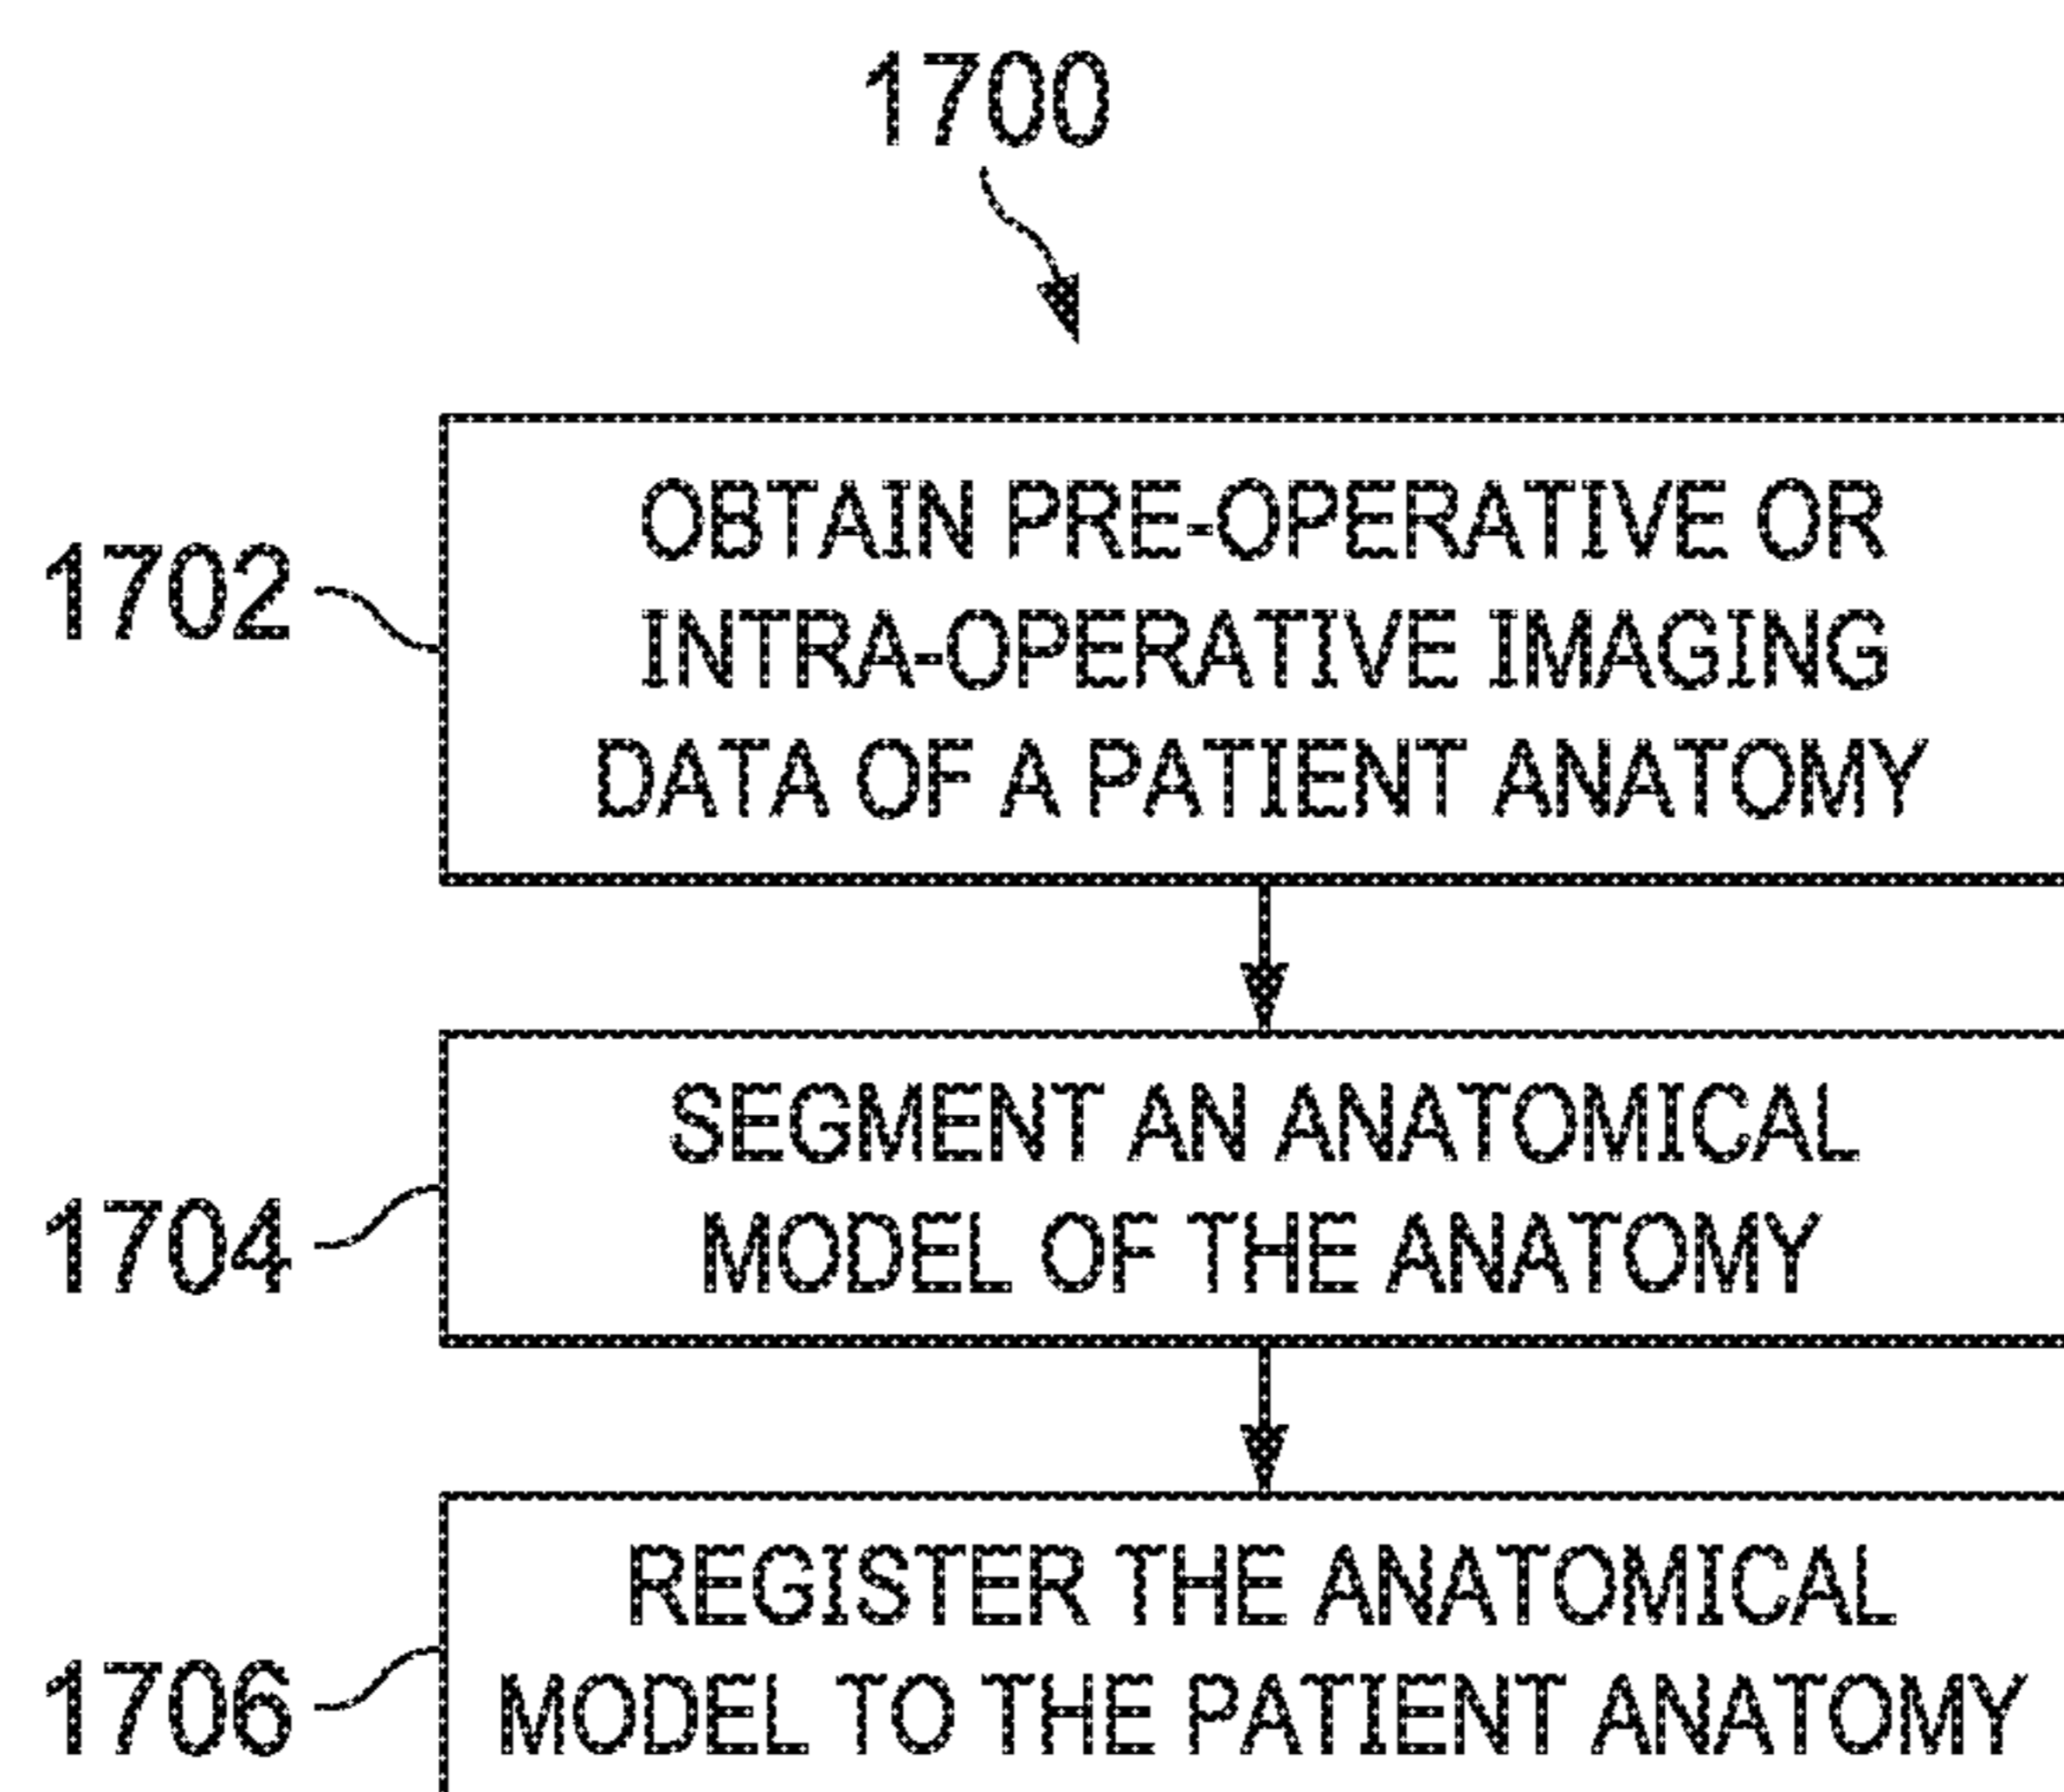 1700
1702
OBTAIN PRE-OPERATIVE OR
INTRA-OPERATIVE IMAGING
DATA OF A PATIENT ANATOMY
1704
SEGMENT AN ANATOMICAL
MODEL OF THE ANATOMY
1706
REGISTER THE ANATOMICAL
MODEL TO THE PATIENT ANATOMY